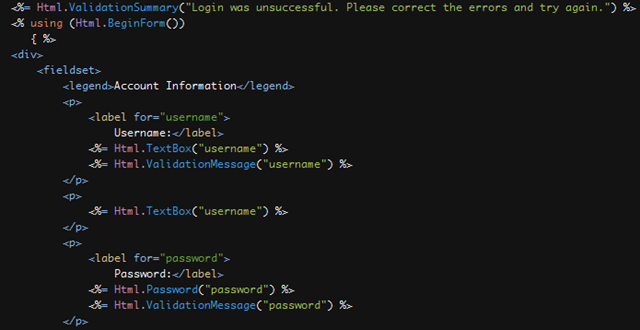 <%= Html.ValidationSummary("Login was unsuccessful. Please correct the errors and try again.") %>
<% using (Html.BeginForm())
{ %>
<div>
<fieldset>
<legend>Account Information</legend>
<p>
<label for="username">
Username:</label>
<%= Html.TextBox("username") %>
<%= Html.ValidationMessage("username") %>
</p>
<p>
<%= Html.TextBox("username") %>
</p>
<p>
<label for="password">
Password:</label>
<%= Html.Password("password") %>
<%= Html.ValidationMessage("password") %>
</p>